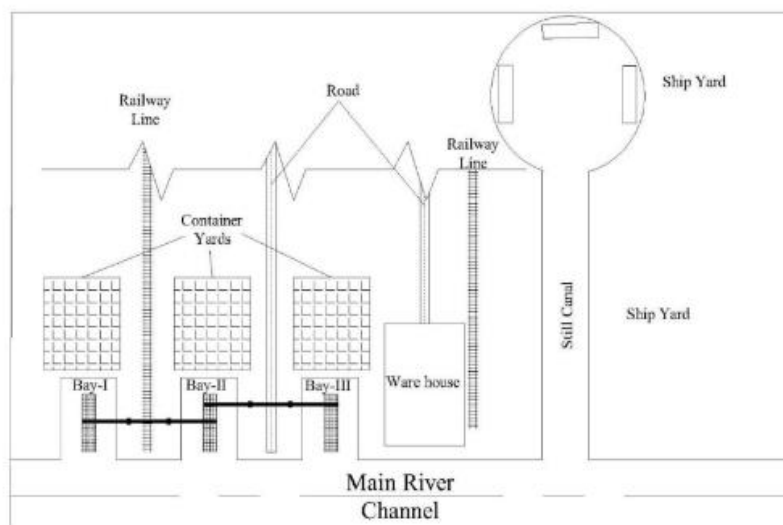 Ship Yard
Road
Railway
Line
Railway
Line
Container
Yards
Still Canal
Ship Yard
Bay-I
Bay-II
Bay-III
Ware house
Main River
Channel